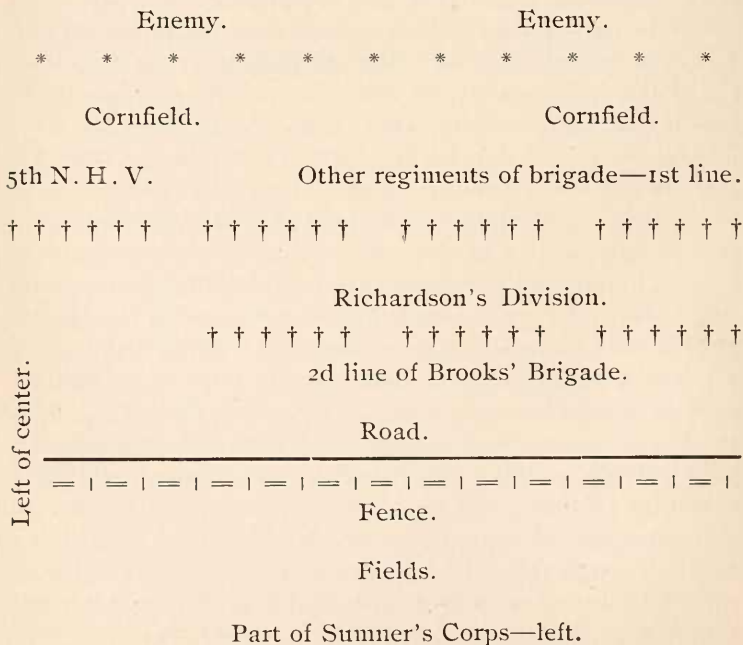 Enemy. Enemy.
* * * * * * * * * * *
Cornfield. Cornfield.
5th N. H. V. Other regiments of brigade—1st line.
† † † † † † † † † † † † † † † † † † † † † † † †
Richardson's Division.
† † † † † † † † † † † † † † † † † †
2d line of Brooks' Brigade.
Left of center.
Road.
= ı = ı = ı = ı = ı = ı = ı = ı = ı = ı = ı
Fence.
Fields.
Part of Sumner's Corps—left.